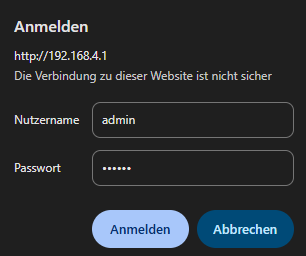 Anmelden
http://192.168.4.1
Die Verbindung zu dieser Website ist nicht sicher
Nutzername admin
Passwort ••••••
Anmelden Abbrechen